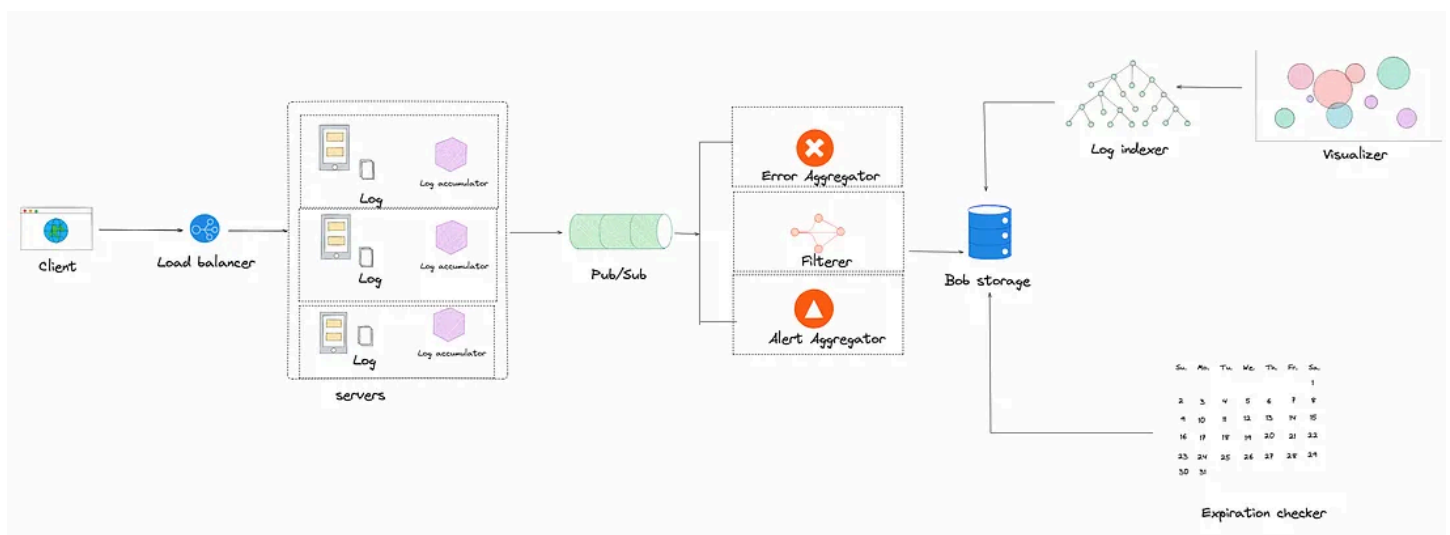 Client
Load balancer
Log
Log accumulator
Log
Log accumulator
Log
Log accumulator
servers
Pub/Sub
Error Aggregator
Filterer
Alert Aggregator
Bob storage
Log indexer
Visualizer
Su. Mo. Tu. We. Th. Fr. Sa.
1
2 3 4 5 6 7 8
9 10 11 12 13 14 15
16 17 18 19 20 21 22
23 24 25 26 27 28 29
30 31
Expiration checker